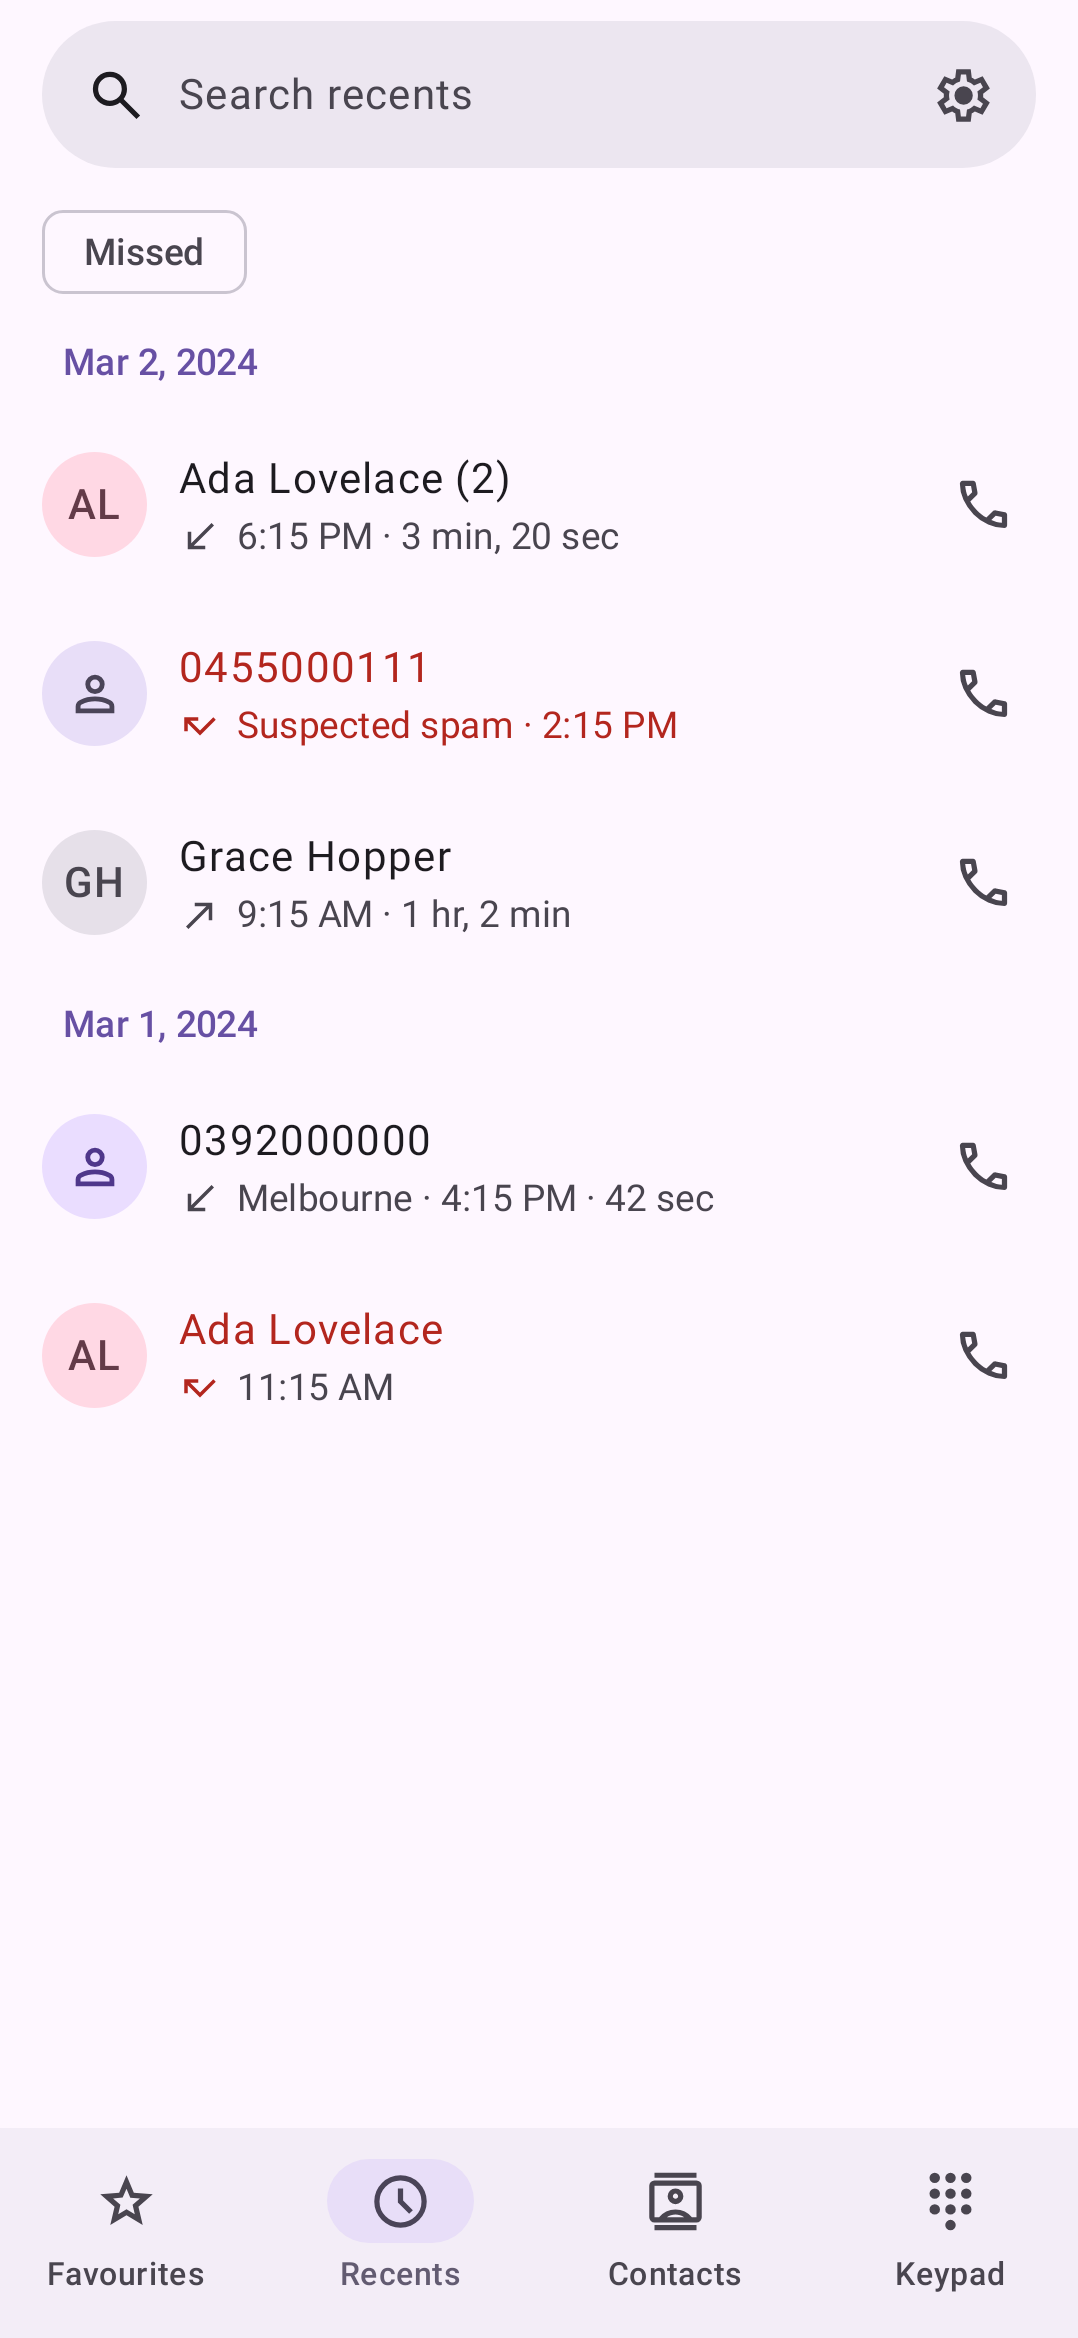 Search recents
Missed
Mar 2, 2024
AL
Ada Lovelace (2)
6:15 PM · 3 min, 20 sec
0455000111
Suspected spam · 2:15 PM
GH
Grace Hopper
9:15 AM · 1 hr, 2 min
Mar 1, 2024
0392000000
Melbourne · 4:15 PM · 42 sec
AL
Ada Lovelace
11:15 AM
Favourites
Recents
Contacts
Keypad